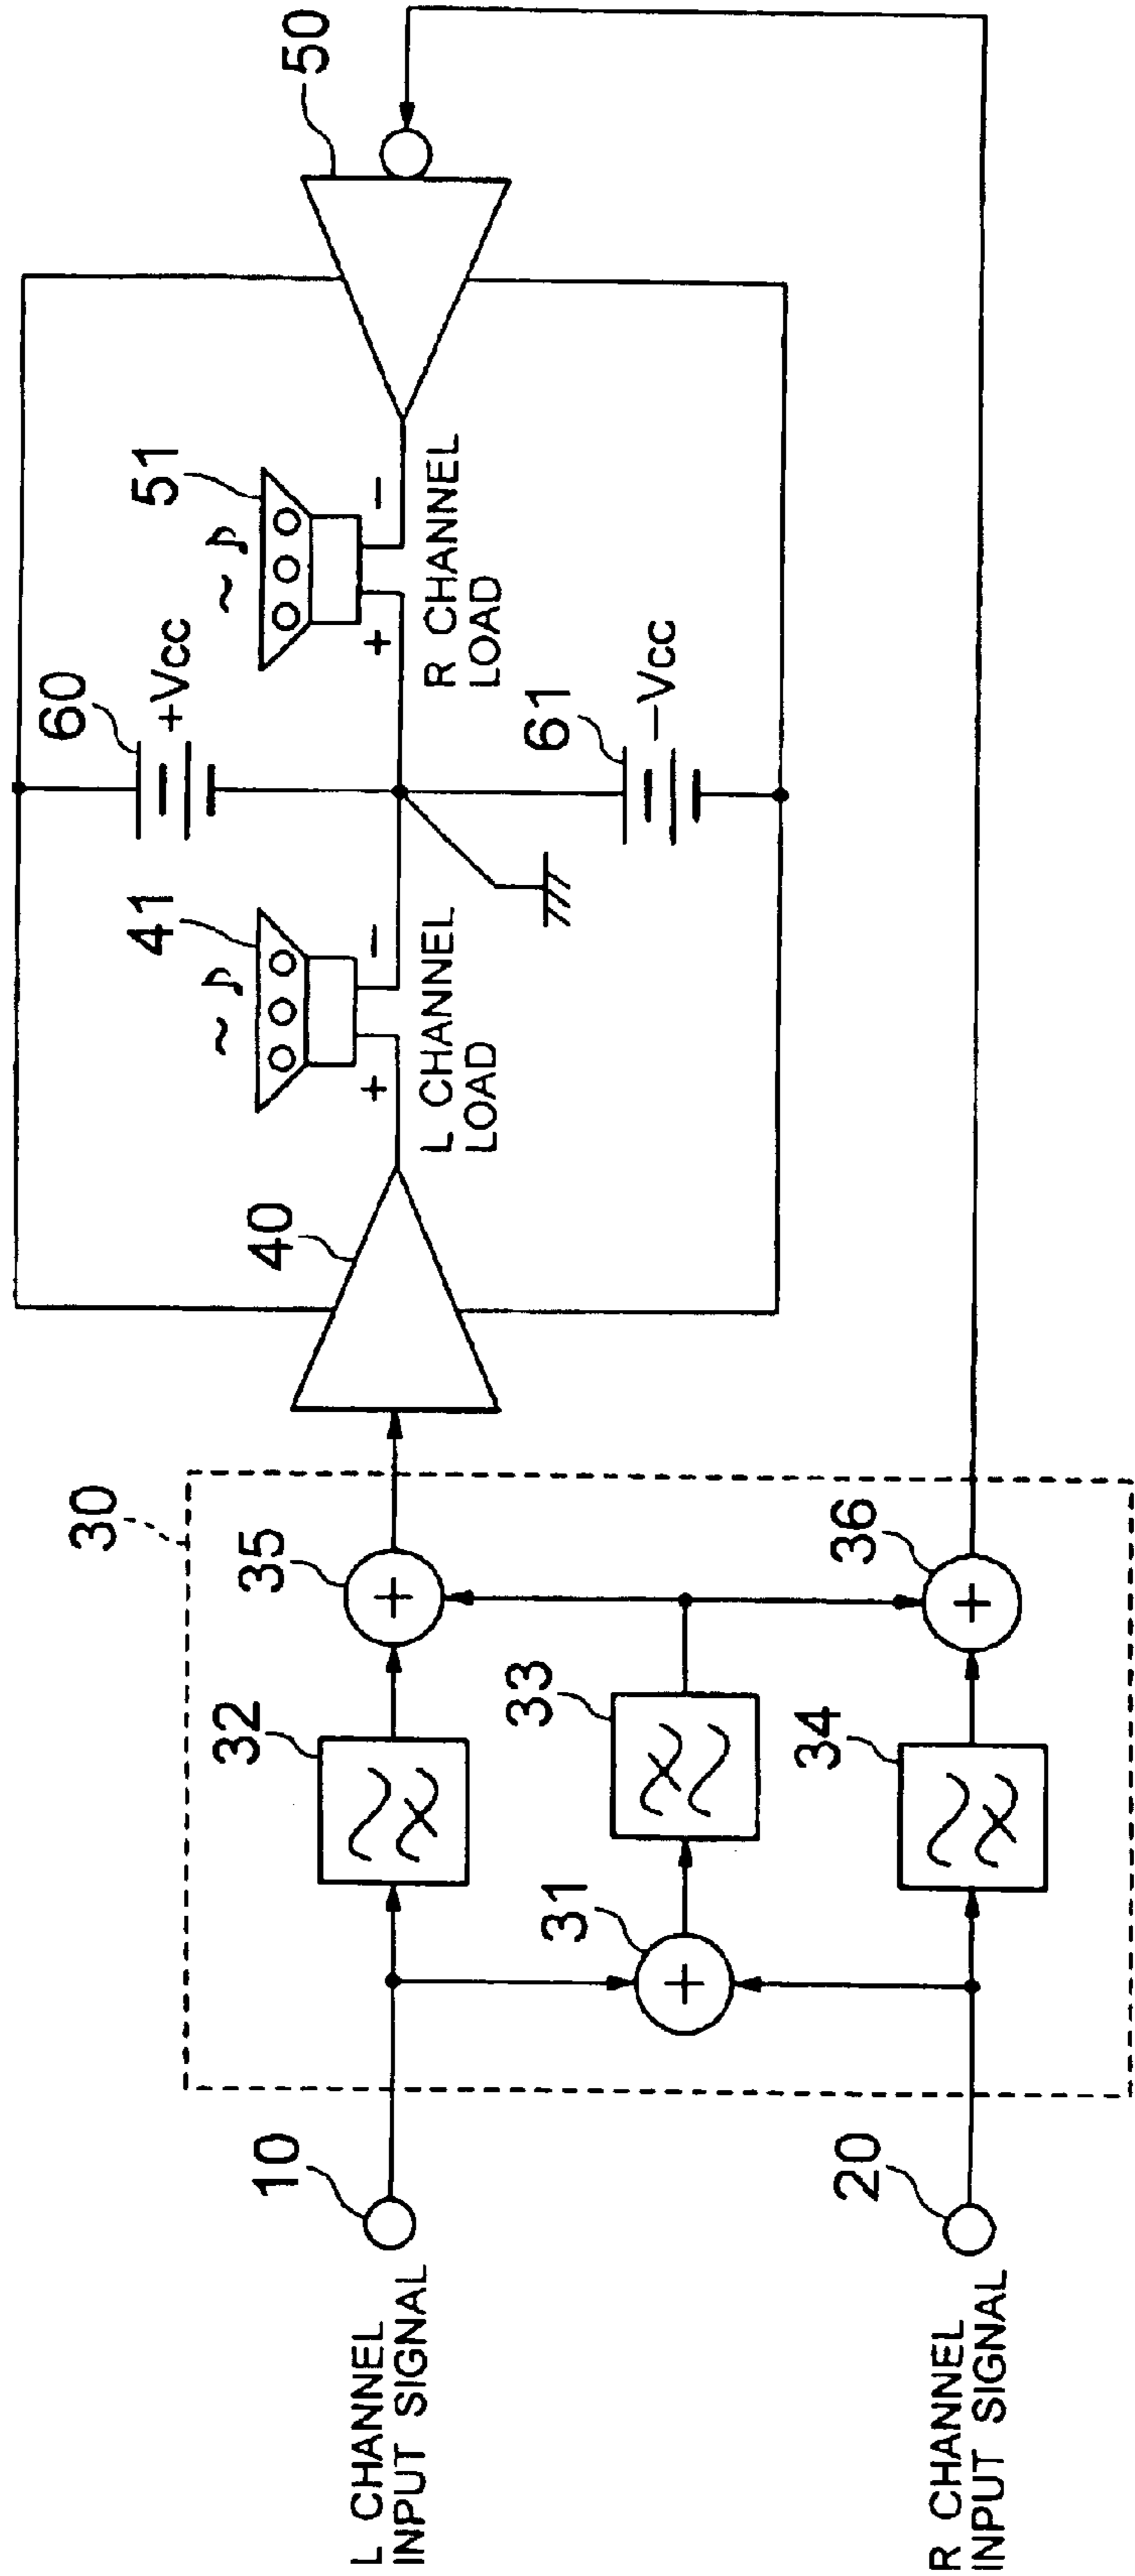 L CHANNEL
INPUT SIGNAL
10
R CHANNEL
INPUT SIGNAL
20
30
31
32
33
34
35
36
40
+
-
41
~ ♪
L CHANNEL
LOAD
60
+Vcc
61
-Vcc
+
-
51
~ ♪
R CHANNEL
LOAD
50
+
+
+